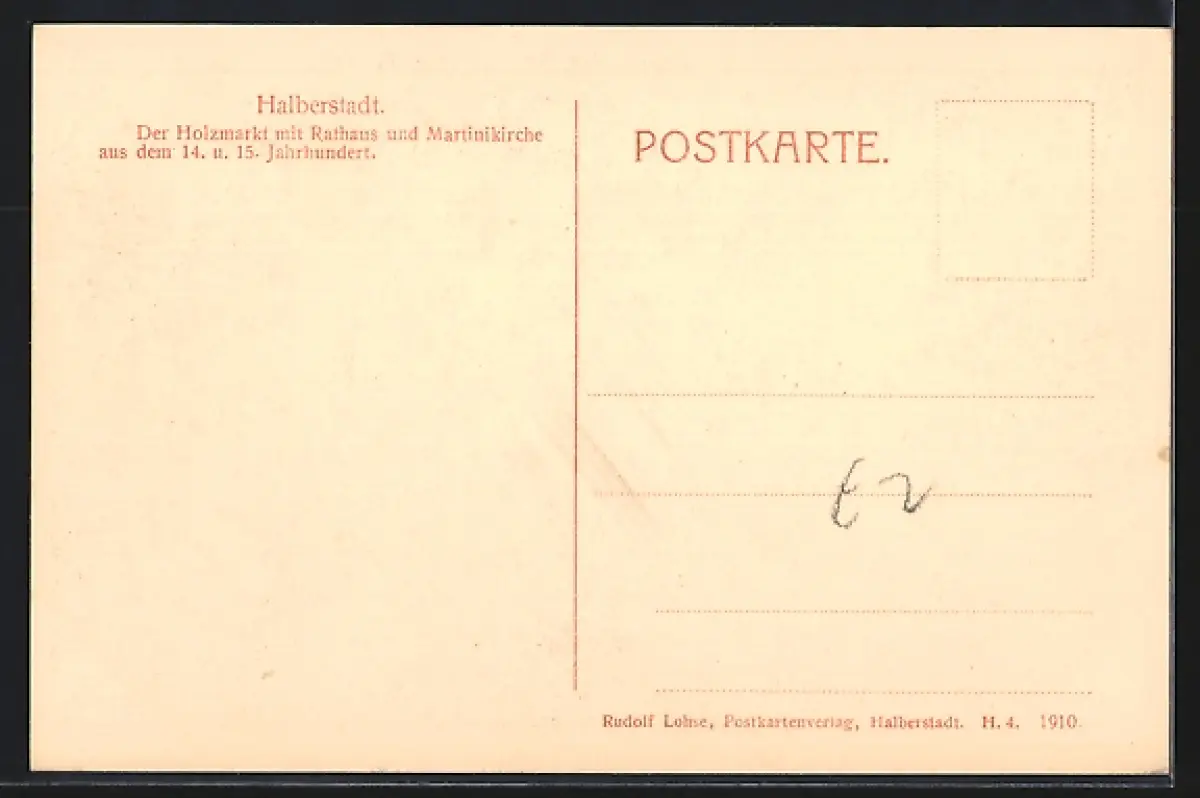 Halberstadt.
Der Holzmarkt mit Rathaus und Martinikirche
aus dem 14. u. 15. Jahrhundert.
POSTKARTE.
Rudolf Lohse, Postkartenverlag, Halberstadt. H. 4. 1910.